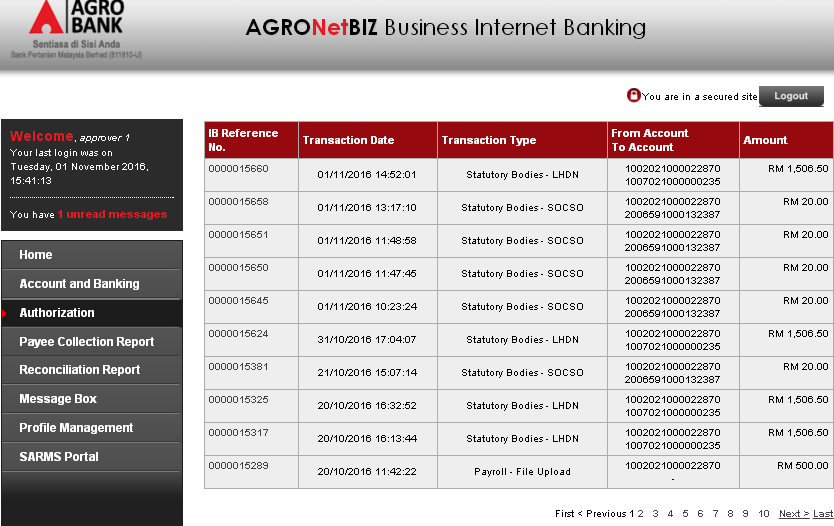 AGRO
BANK
Sentiasa di Sisi Anda
Bank Pertanian Malaysia Berhad (811810-U)
AGRONetBIZ Business Internet Banking
You are in a secured site
Logout
Welcome, approver 1
Your last login was on
Tuesday, 01 November 2016,
15:41:13
You have 1 unread messages
Home
Account and Banking
Authorization
Payee Collection Report
Reconciliation Report
Message Box
Profile Management
SARMS Portal
IB Reference No. Transaction Date Transaction Type From Account To Account Amount
0000015660 01/11/2016 14:52:01 Statutory Bodies - LHDN 1002021000022870 RM 1,506.50
1007021000000235
0000015658 01/11/2016 13:17:10 Statutory Bodies - SOCSO 1002021000022870 RM 20.00
2006591000132387
0000015651 01/11/2016 11:48:58 Statutory Bodies - SOCSO 1002021000022870 RM 20.00
2006591000132387
0000015650 01/11/2016 11:47:45 Statutory Bodies - SOCSO 1002021000022870 RM 20.00
2006591000132387
0000015645 01/11/2016 10:23:24 Statutory Bodies - SOCSO 1002021000022870 RM 20.00
2006591000132387
0000015624 31/10/2016 17:04:07 Statutory Bodies - LHDN 1002021000022870 RM 1,506.50
1007021000000235
0000015381 21/10/2016 15:07:14 Statutory Bodies - SOCSO 1002021000022870 RM 20.00
2006591000132387
0000015325 20/10/2016 16:32:52 Statutory Bodies - LHDN 1002021000022870 RM 1,506.50
1007021000000235
0000015317 20/10/2016 16:13:44 Statutory Bodies - LHDN 1002021000022870 RM 1,506.50
1007021000000235
0000015289 20/10/2016 11:42:22 Payroll - File Upload 1002021000022870 RM 500.00
-
First < Previous 1 2 3 4 5 6 7 8 9 10 Next > Last